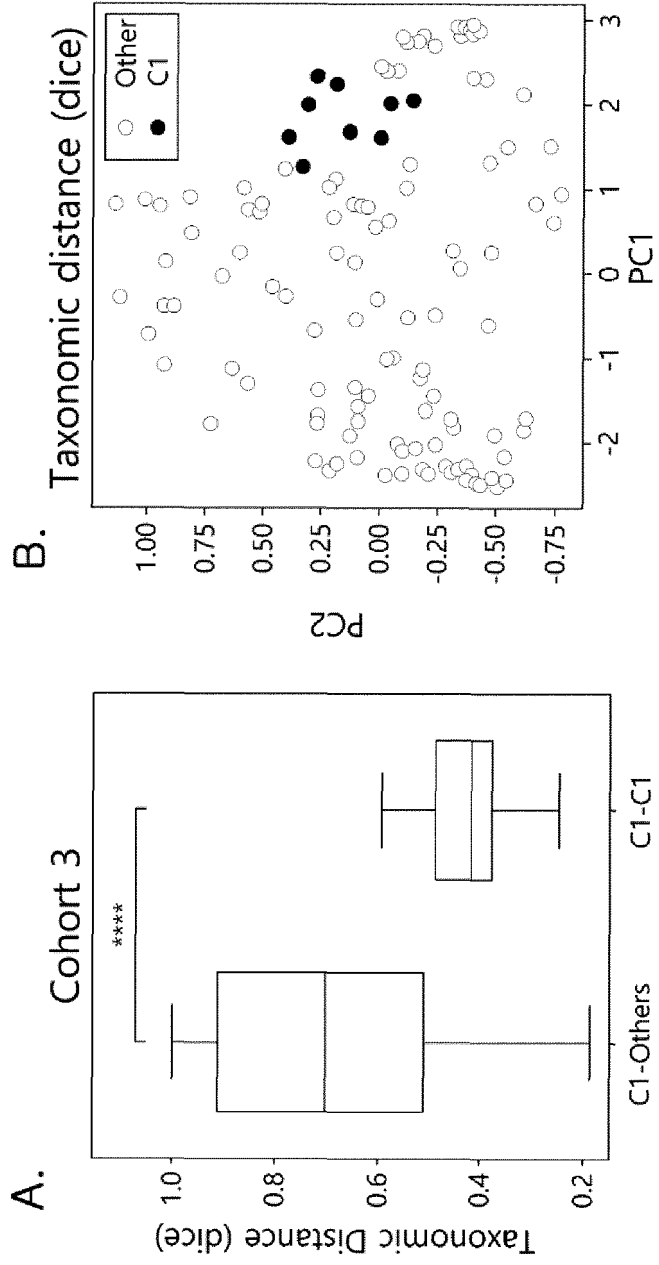 A.
Cohort 3
****
Taxonomic Distance (dice)
1.0
0.8
0.6
0.4
0.2
C1-Others
C1-C1
B.
Taxonomic distance (dice)
Other
C1
PC2
1.00
0.75
0.50
0.25
0.00
-0.25
-0.50
-0.75
-2
-1
0
1
2
3
PC1